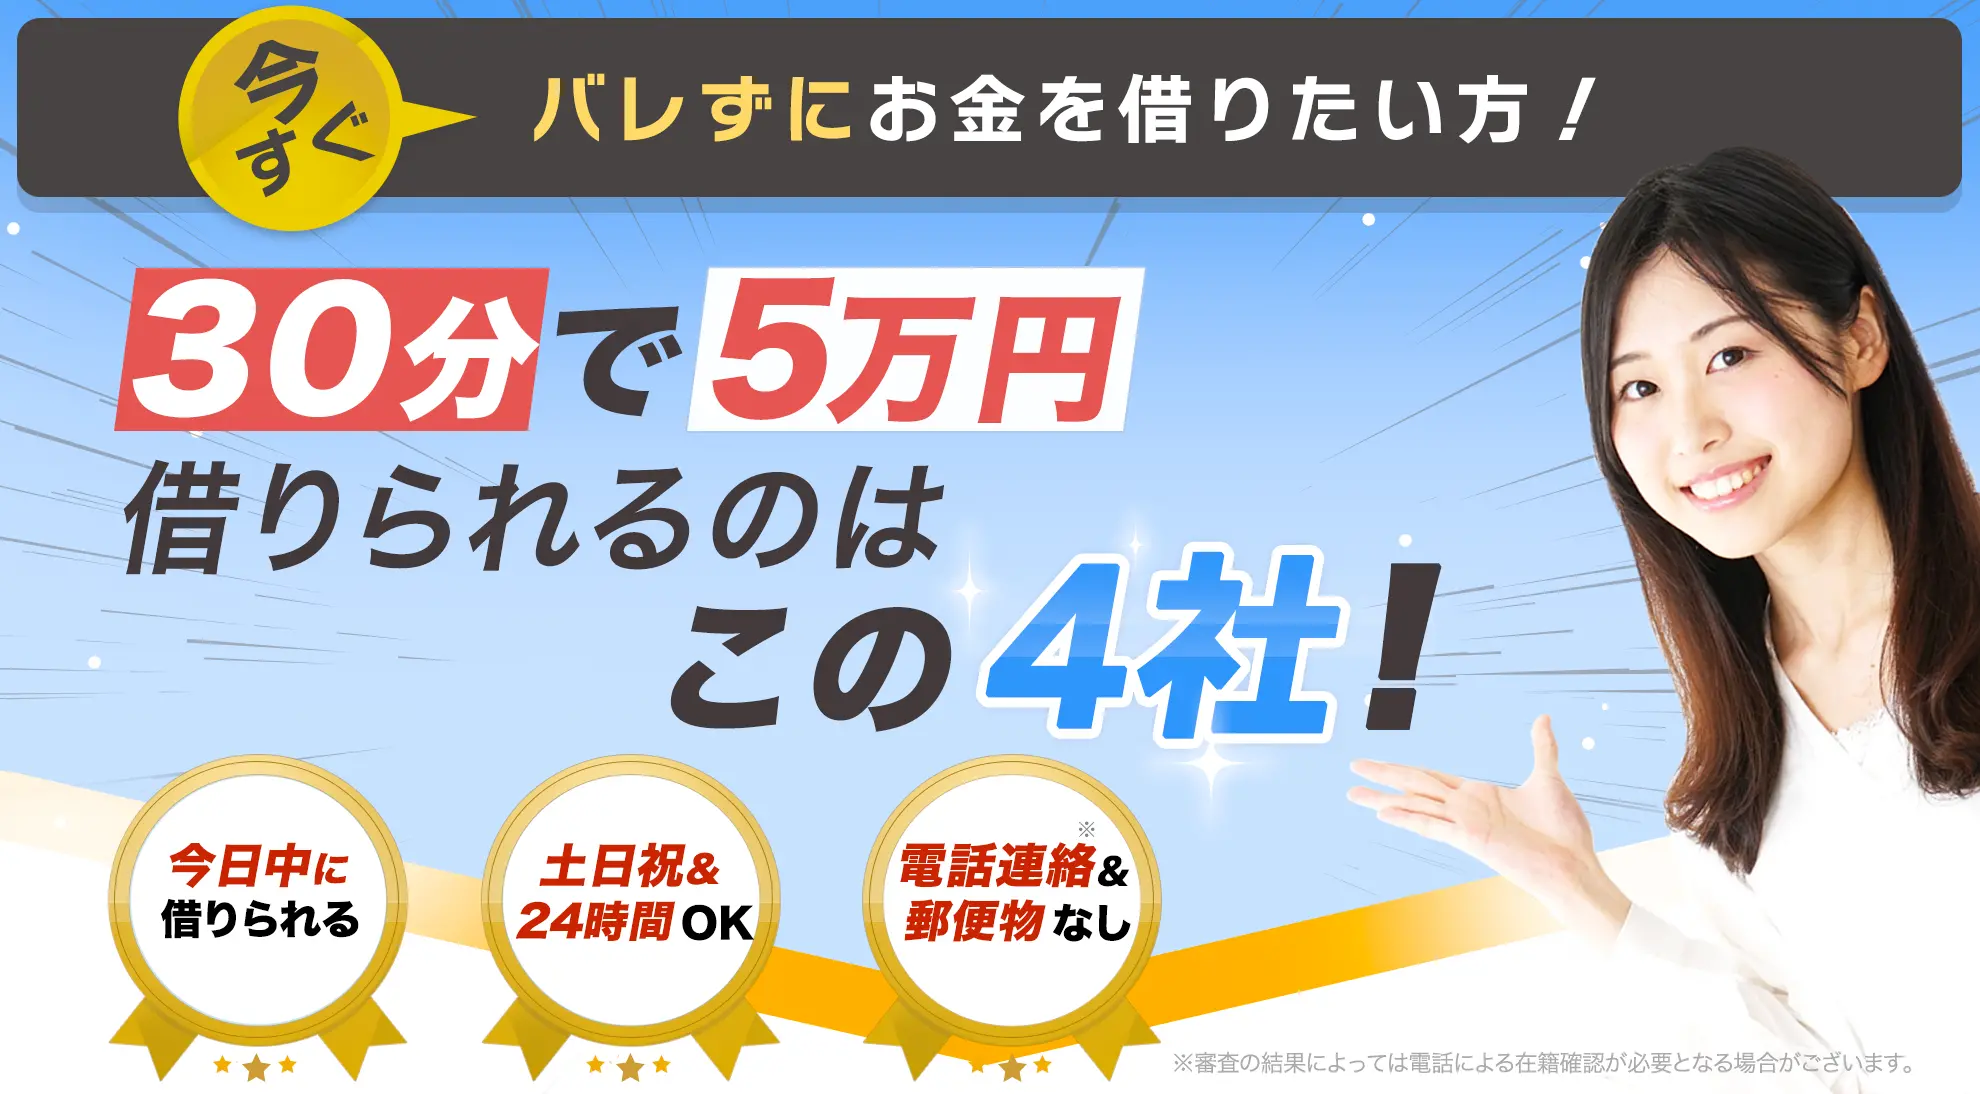 今すぐ
バレずにお金を借りたい方！
30分で5万円
借りられるのは
この4社！
今日中に
借りられる
土日祝&
24時間OK
※
電話連絡&
郵便物なし
※審査の結果によっては電話による在籍確認が必要となる場合がございます。